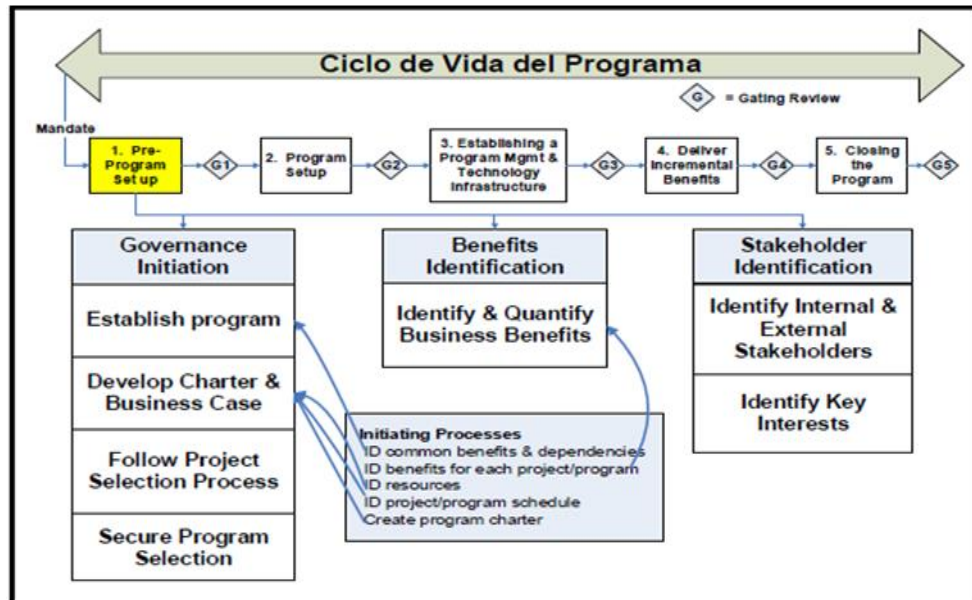 Ciclo de Vida del Programa
G = Gating Review
Mandate
1. Pre-
Program
Set up
G1
2. Program
Setup
G2
3. Establishing a
Program Mgmt &
Technology
Infrastructure
G3
4. Deliver
Incremental
Benefits
G4
5. Closing
the
Program
G5
Governance
Initiation
Establish program
Develop Charter &
Business Case
Follow Project
Selection Process
Secure Program
Selection
Benefits
Identification
Identify & Quantify
Business Benefits
Initiating Processes
ID common benefits & dependencies
ID benefits for each project/program
ID resources
ID project/program schedule
Create program charter
Stakeholder
Identification
Identify Internal &
External
Stakeholders
Identify Key
Interests